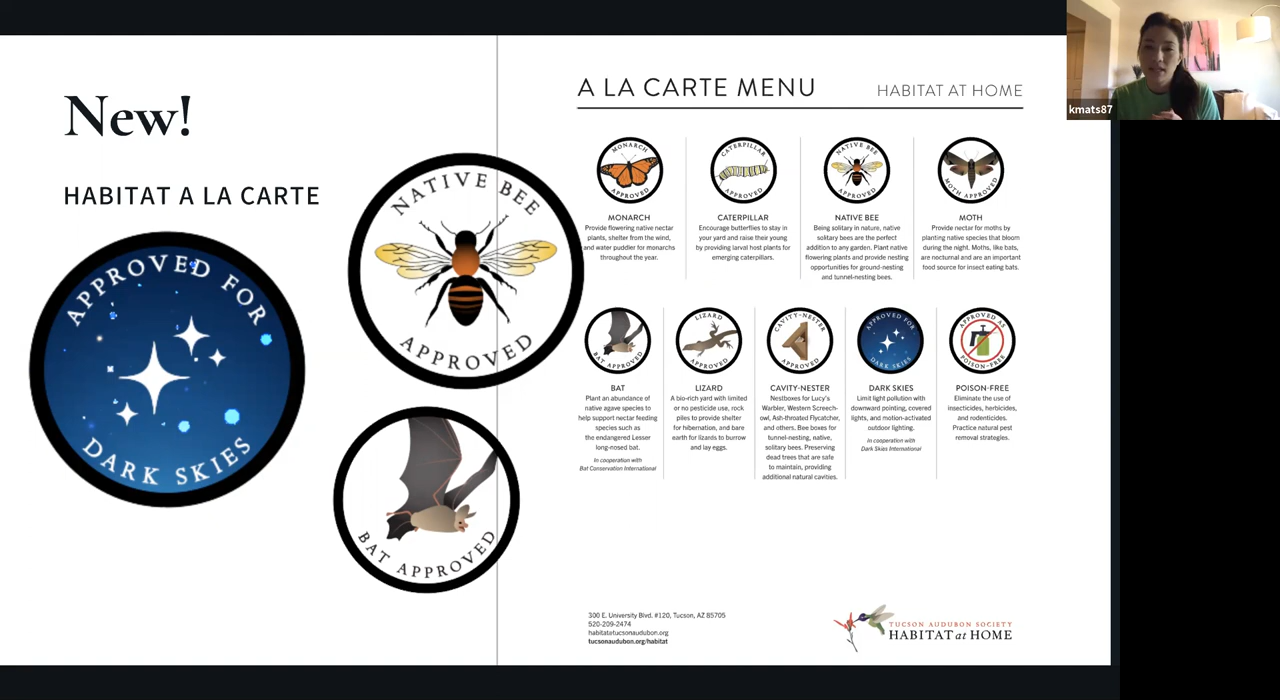 New!
HABITAT A LA CARTE
APPROVED FOR
DARK SKIES
NATIVE BEE
APPROVED
BAT APPROVED
A LA CARTE MENU
HABITAT AT HOME
MONARCH
APPROVED
MONARCH
Provide flowering native nectar
plants, shelter from the wind,
and water puddler for monarchs
throughout the year.
CATERPILLAR
APPROVED
CATERPILLAR
Encourage butterflies to stay in
your yard and raise their young
by providing larval host plants for
emerging caterpillars.
NATIVE BEE
APPROVED
NATIVE BEE
Being solitary in nature, native
solitary bees are the perfect
addition to any garden. Plant native
flowering plants and provide nesting
opportunities for ground-nesting
and tunnel-nesting bees.
MOTH APPROVED
MOTH
Provide nectar for moths by
planting native species that bloom
during the night. Moths, like bats,
are nocturnal and are an important
food source for insect eating bats.
BAT APPROVED
BAT
Plant an abundance of
native agave species to
help support nectar feeding
species such as
the endangered Lesser
long-nosed bat.
In cooperation with
Bat Conservation International
LIZARD
APPROVED
LIZARD
A bio-rich yard with limited
or no pesticide use, rock
piles to provide shelter
for hibernation, and bare
earth for lizards to burrow
and lay eggs.
CAVITY-NESTER
APPROVED
CAVITY-NESTER
Nestboxes for Lucy's
Warbler, Western Screech-
owl, Ash-throated Flycatcher,
and others. Bee boxes for
tunnel-nesting, native,
solitary bees. Preserving
dead trees that are safe
to maintain, providing
additional natural cavities.
APPROVED FOR
DARK SKIES
DARK SKIES
Limit light pollution with
downward pointing, covered
lights, and motion-activated
outdoor lighting.
In cooperation with
Dark Skies International
APPROVED AS
POISON-FREE
POISON-FREE
Eliminate the use of
insecticides, herbicides,
and rodenticides.
Practice natural pest
removal strategies.
300 E. University Blvd. #120, Tucson, AZ 85705
520-209-2474
habitat@tucsonaudubon.org
tucsonaudubon.org/habitat
TUCSON AUDUBON SOCIETY
HABITAT at HOME
kmats87